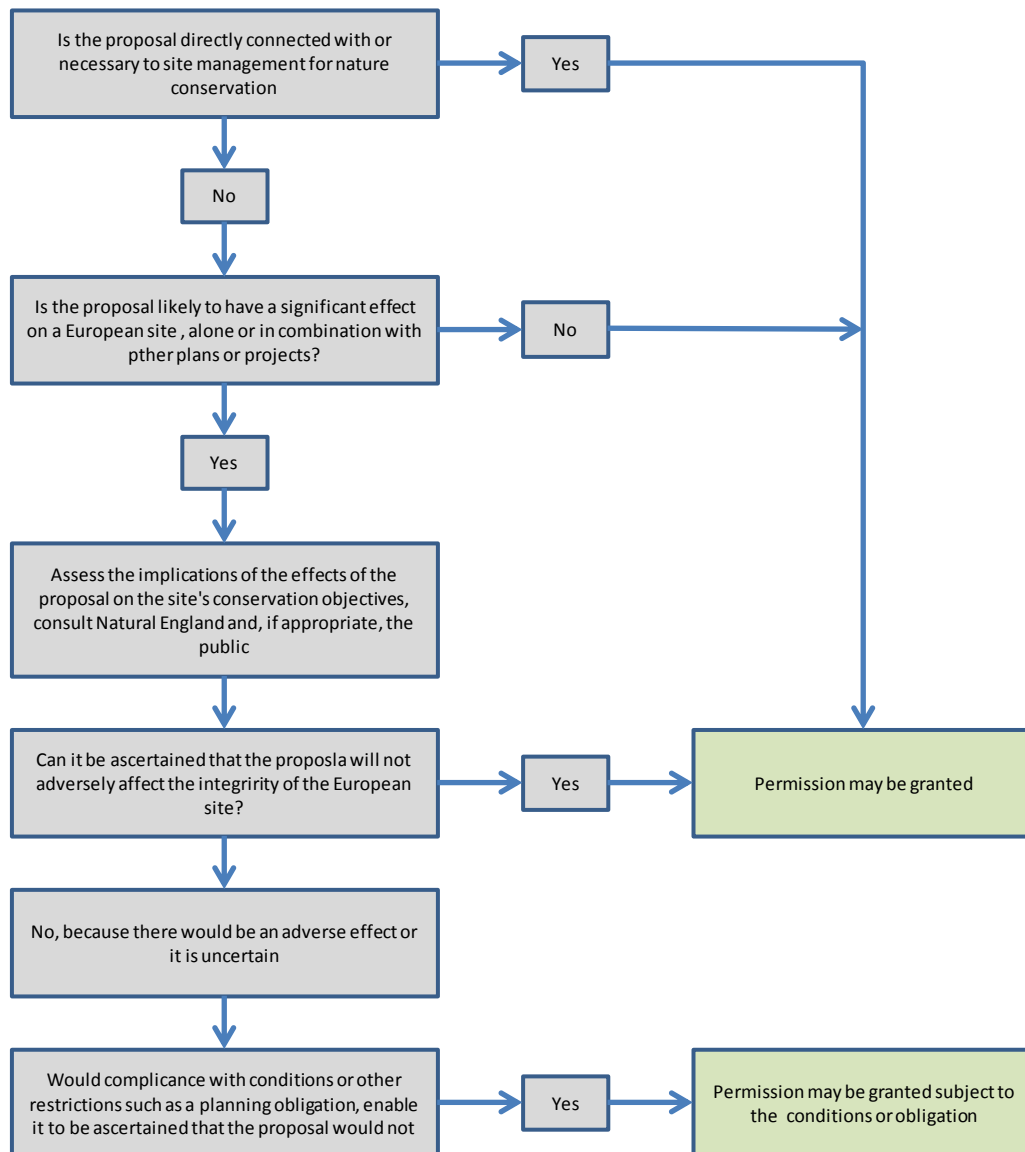 Is the proposal directly connected with or
necessary to site management for nature
conservation
Yes
No
Is the proposal likely to have a significant effect
on a European site , alone or in combination with
pther plans or projects?
No
Yes
Assess the implications of the effects of the
proposal on the site's conservation objectives,
consult Natural England and, if appropriate, the
public
Can it be ascertained that the proposla will not
adversely affect the integririty of the European
site?
Yes
Permission may be granted
No, because there would be an adverse effect or
it is uncertain
Would complicance with conditions or other
restrictions such as a planning obligation, enable
it to be ascertained that the proposal would not
Yes
Permission may be granted subject to
the conditions or obligation